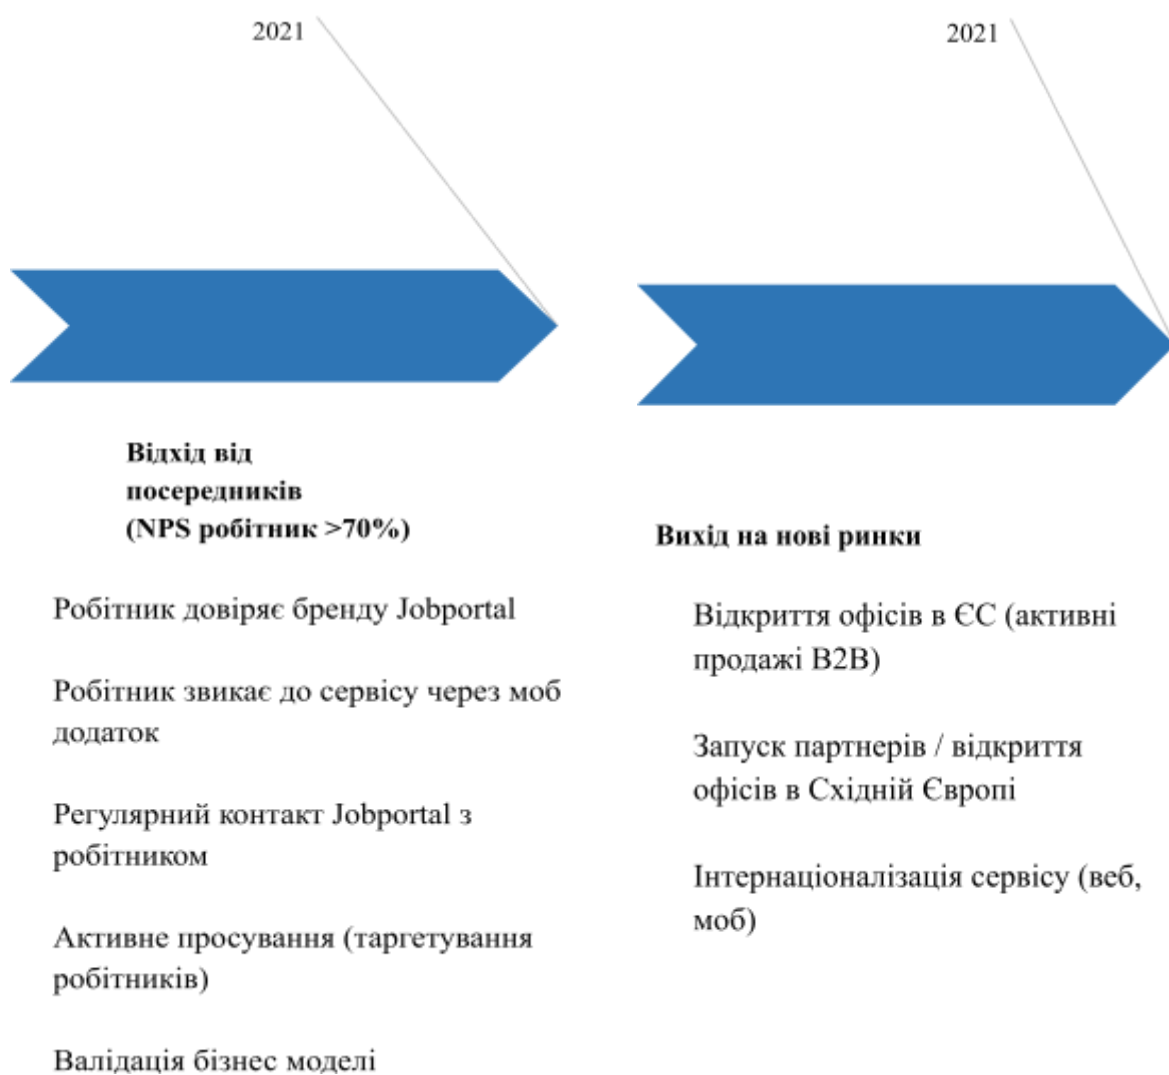 2021
Відхід від
посередників
(NPS робітник >70%)
Робітник довіряє бренду Jobportal
Робітник звикає до сервісу через моб
додаток
Регулярний контакт Jobportal з
робітником
Активне просування (таргетування
робітників)
Валідація бізнес моделі
2021
Вихід на нові ринки
Відкриття офісів в ЄС (активні
продажі B2B)
Запуск партнерів / відкриття
офісів в Східній Європі
Інтернаціоналізація сервісу (веб,
моб)